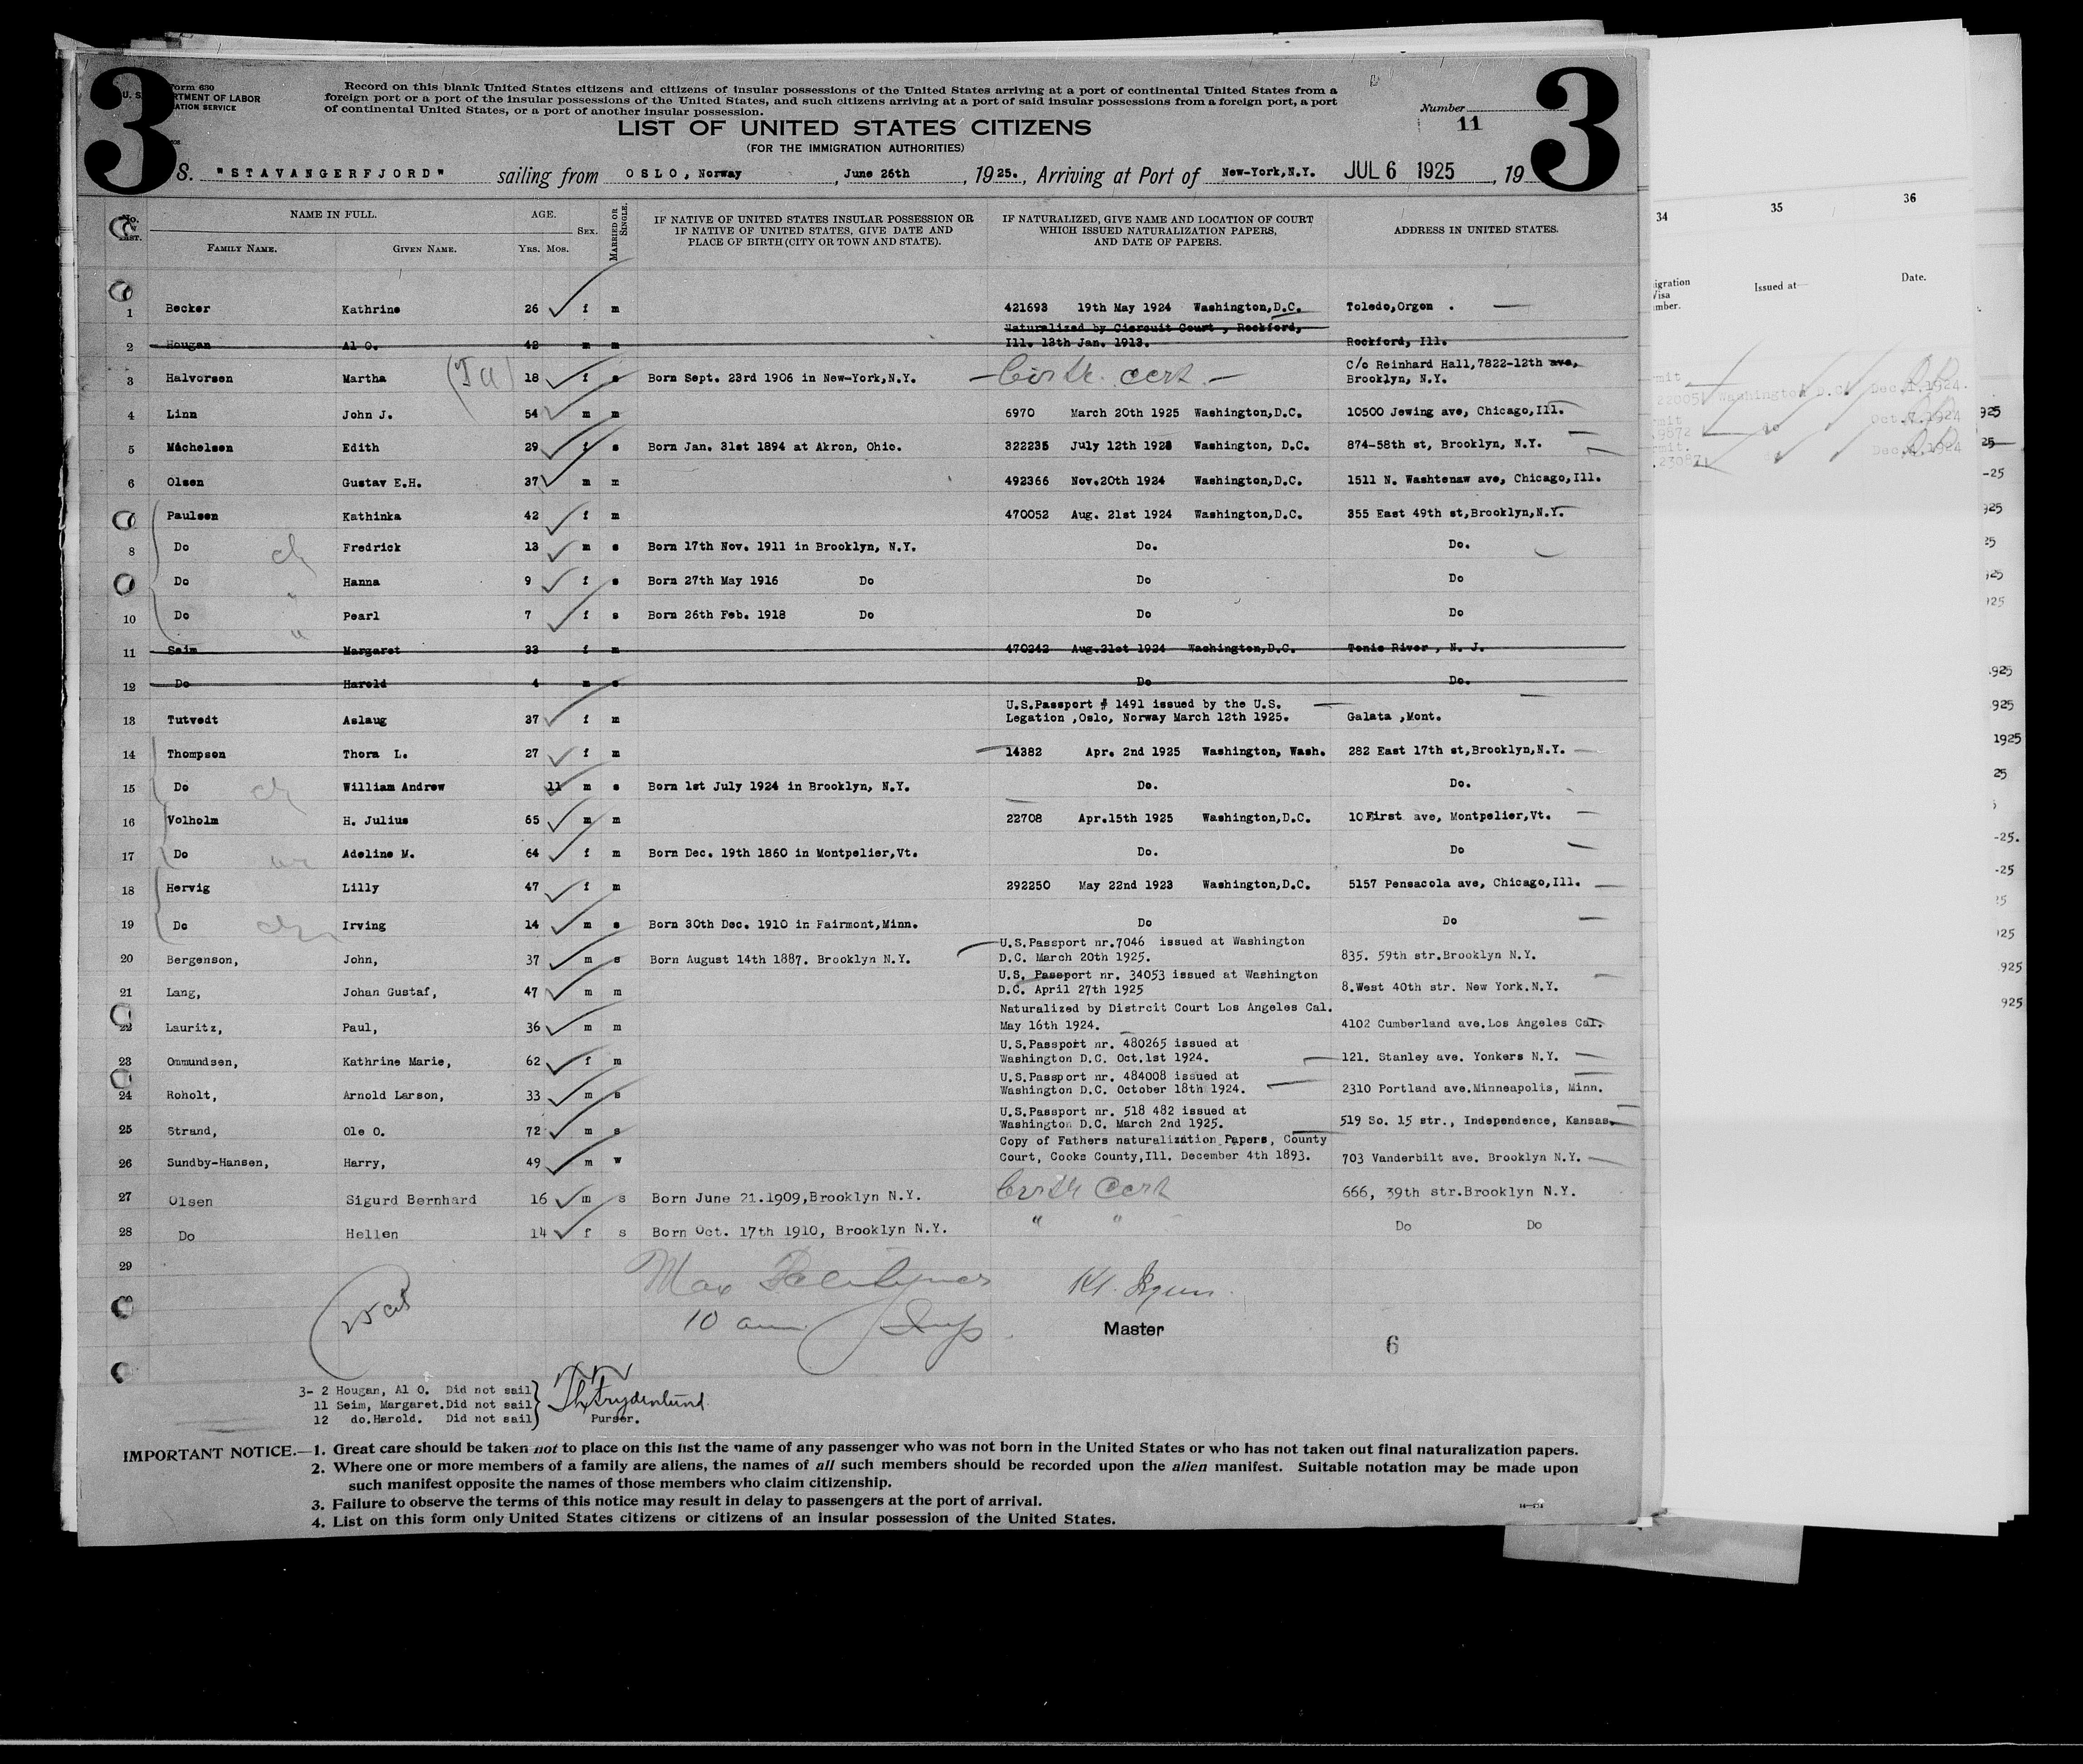 3
3
Form 630
U. S. DEPARTMENT OF LABOR
IMMIGRATION SERVICE
Record on this blank United States citizens and citizens of insular possessions of the United States arriving at a port of continental United States from a
foreign port or a port of the insular possessions of the United States, and such citizens arriving at a port of said insular possessions from a foreign port, a port
of continental United States, or a port of another insular possession.
Number
11
LIST OF UNITED STATES CITIZENS
(FOR THE IMMIGRATION AUTHORITIES)
S. "STAVANGERFJORD" sailing from OSLO, Norway, June 26th, 1925., Arriving at Port of New-York,N.Y. JUL 6 1925, 19
NAME IN FULL. AGE. SEX. MARRIED OR SINGLE. IF NATIVE OF UNITED STATES INSULAR POSSESSION OR IF NATIVE OF UNITED STATES, GIVE DATE AND PLACE OF BIRTH (CITY OR TOWN AND STATE). IF NATURALIZED, GIVE NAME AND LOCATION OF COURT WHICH ISSUED NATURALIZATION PAPERS, AND DATE OF PAPERS. ADDRESS IN UNITED STATES.
FAMILY NAME. GIVEN NAME. YRS. MOS.
1 Becker Kathrine 26 f m 421693 19th May 1924 Washington,D.C. Toledo,Orgon .
2 Hougan Al O. 48 m m Naturalized by Ciercuit Court , Rockford, Ill. 13th Jan. 1913. Rockford, Ill.
3 Halvorsen Martha 18 f s Born Sept. 23rd 1906 in New-York,N.Y. Birth cert. C/o Reinhard Hall,7822-12th ave, Brooklyn, N.Y.
4 Linn John J. 54 m m 6970 March 20th 1925 Washington,D.C. 10500 Jewing ave, Chicago,Ill.
5 Michelsen Edith 29 f s Born Jan. 31st 1894 at Akron, Ohio. 322235 July 12th 1923 Washington, D.C. 874-58th st, Brooklyn, N.Y.
6 Olsen Gustav E.H. 37 m m 492366 Nov.20th 1924 Washington,D.C. 1511 N. Washtenaw ave, Chicago,Ill.
Paulsen Kathinka 42 f m 470052 Aug. 21st 1924 Washington,D.C. 355 East 49th st,Brooklyn,N.Y.
8 Do ch Fredrick 13 m s Born 17th Nov. 1911 in Brooklyn, N.Y. Do. Do.
Do " Hanna 9 f s Born 27th May 1916 Do Do Do
10 Do " Pearl 7 f s Born 26th Feb. 1918 Do Do Do
11 Seim Margaret 33 f m 470242 Aug.21st 1924 Washington,D.C. Toms River, N. J.
12 Do Harold 4 m s Do Do.
13 Tutvedt Aslaug 37 f m U.S.Passport # 1491 issued by the U.S. Legation ,Oslo, Norway March 12th 1925. Galata ,Mont.
14 Thompson Thora L. 27 f m 14382 Apr. 2nd 1925 Washington, Wash. 282 East 17th st,Brooklyn,N.Y.
15 Do ch William Andrew 11 m s Born 1st July 1924 in Brooklyn, N.Y. Do. Do.
16 Volholm H. Julius 65 m m 22708 Apr.15th 1925 Washington,D.C. 10 First ave, Montpelier,Vt.
17 Do Adeline M. 64 f m Born Dec. 19th 1860 in Montpelier,Vt. Do. Do
18 Hervig Lilly 47 f m 292250 May 22nd 1923 Washington,D.C. 5157 Pensacola ave, Chicago,Ill.
19 Do Irving 14 m s Born 30th Dec. 1910 in Fairmont,Minn. Do Do
20 Bergenson, John, 37 m s Born August 14th 1887. Brooklyn N.Y. U.S.Passport nr.7046 issued at Washington D.C. March 20th 1925. 835. 59th str.Brooklyn N.Y.
21 Lang, Johan Gustaf, 47 m m U.S. Passport nr. 34053 issued at Washington D.C. April 27th 1925 8.West 40th str. New York.N.Y.
22 Lauritz, Paul, 36 m m Naturalized by Distrcit Court Los Angeles Cal. May 16th 1924. 4102 Cumberland ave.Los Angeles Cal.
23 Ommundsen, Kathrine Marie, 62 f m U.S.Passport nr. 480265 issued at Washington D.C. Oct.1st 1924. 121. Stanley ave. Yonkers N.Y.
24 Roholt, Arnold Larson, 33 m s U.S.Passport nr. 484008 issued at Washington D.C. October 18th 1924. 2310 Portland ave.Minneapolis, Minn.
25 Strand, Ole O. 72 m s U.S.Passport nr. 518 482 issued at Washington D.C. March 2nd 1925. 519 So. 15 str., Independence, Kansas.
26 Sundby-Hansen, Harry, 49 m w Copy of Fathers naturalization Papers, County Court, Cooks County,Ill. December 4th 1893. 703 Vanderbilt ave. Brooklyn N.Y.
27 Olsen Sigurd Bernhard 16 m s Born June 21.1909,Brooklyn N.Y. Birth Cert 666, 39th str.Brooklyn N.Y.
28 Do Hellen 14 f s Born Oct. 17th 1910, Brooklyn N.Y. " " Do Do
29
Max
10 am Insp
Master
6
3- 2 Hougan, Al O. Did not sail
11 Seim, Margaret.Did not sail
12 do.Harold. Did not sail
Purser.
IMPORTANT NOTICE.—1. Great care should be taken not to place on this list the name of any passenger who was not born in the United States or who has not taken out final naturalization papers.
2. Where one or more members of a family are aliens, the names of all such members should be recorded upon the alien manifest. Suitable notation may be made upon
such manifest opposite the names of those members who claim citizenship.
3. Failure to observe the terms of this notice may result in delay to passengers at the port of arrival.
4. List on this form only United States citizens or citizens of an insular possession of the United States.
34 35 36
Issued at Date.
Washington D.C. Dec.1.1924.
Oct.7.1924
Dec.1.1924